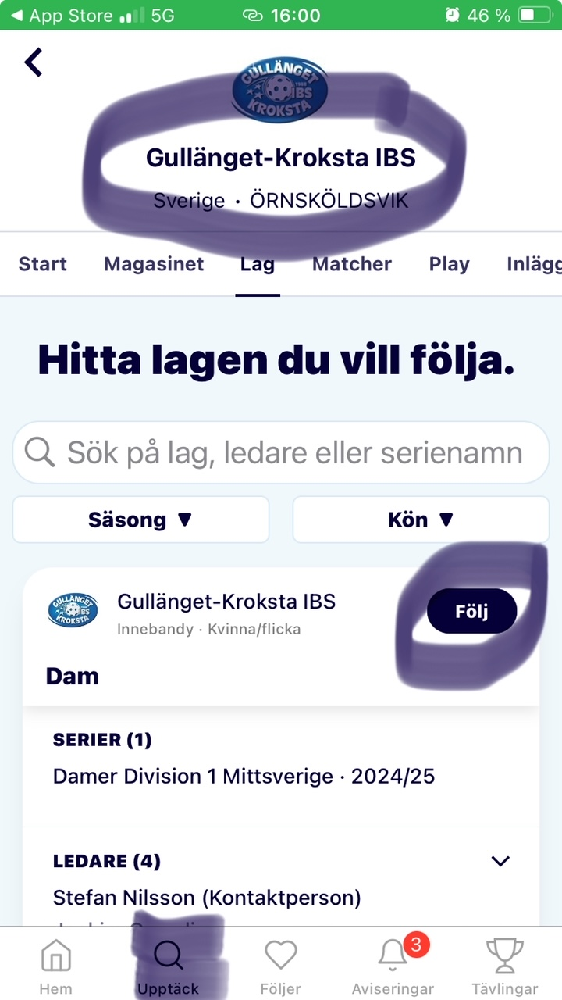 App Store 5G 16:00 46 %
GULLÄNGET
1988
IBS
KROKSTA
Gullänget-Kroksta IBS
Sverige · ÖRNSKÖLDSVIK
Start Magasinet Lag Matcher Play Inlägg
Hitta lagen du vill följa.
Sök på lag, ledare eller serienamn
Säsong ▼ Kön ▼
GULLÄNGET
IBS
KROKSTA
Gullänget-Kroksta IBS
Innebandy · Kvinna/flicka
Följ
Dam
SERIER (1)
Damer Division 1 Mittsverige · 2024/25
LEDARE (4)
Stefan Nilsson (Kontaktperson)
3
Hem Upptäck Följer Aviseringar Tävlingar